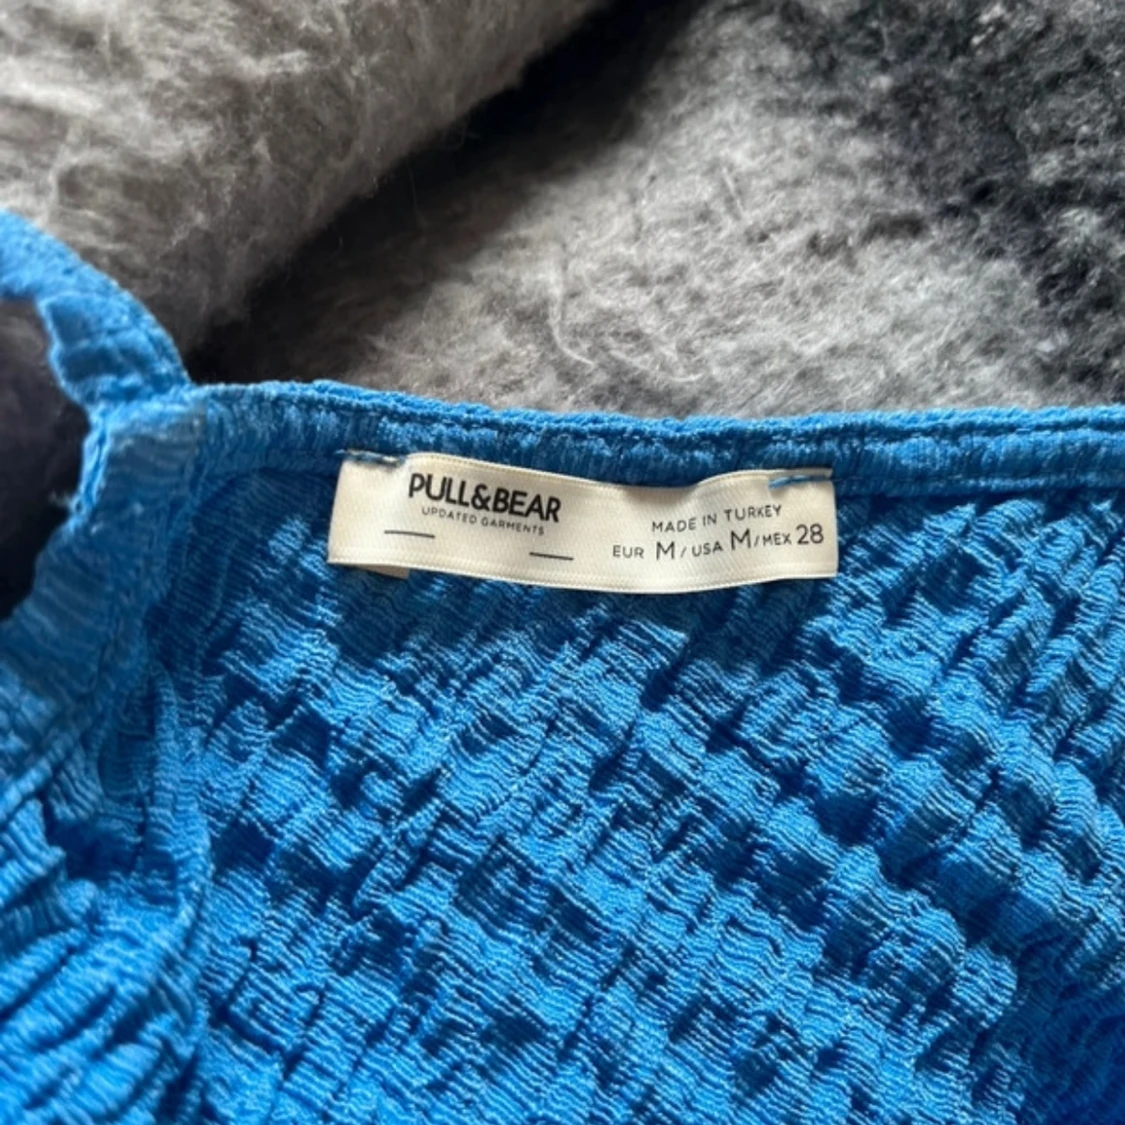 PULL&BEAR
UPDATED GARMENTS
MADE IN TURKEY
EUR M / USA M / MEX 28